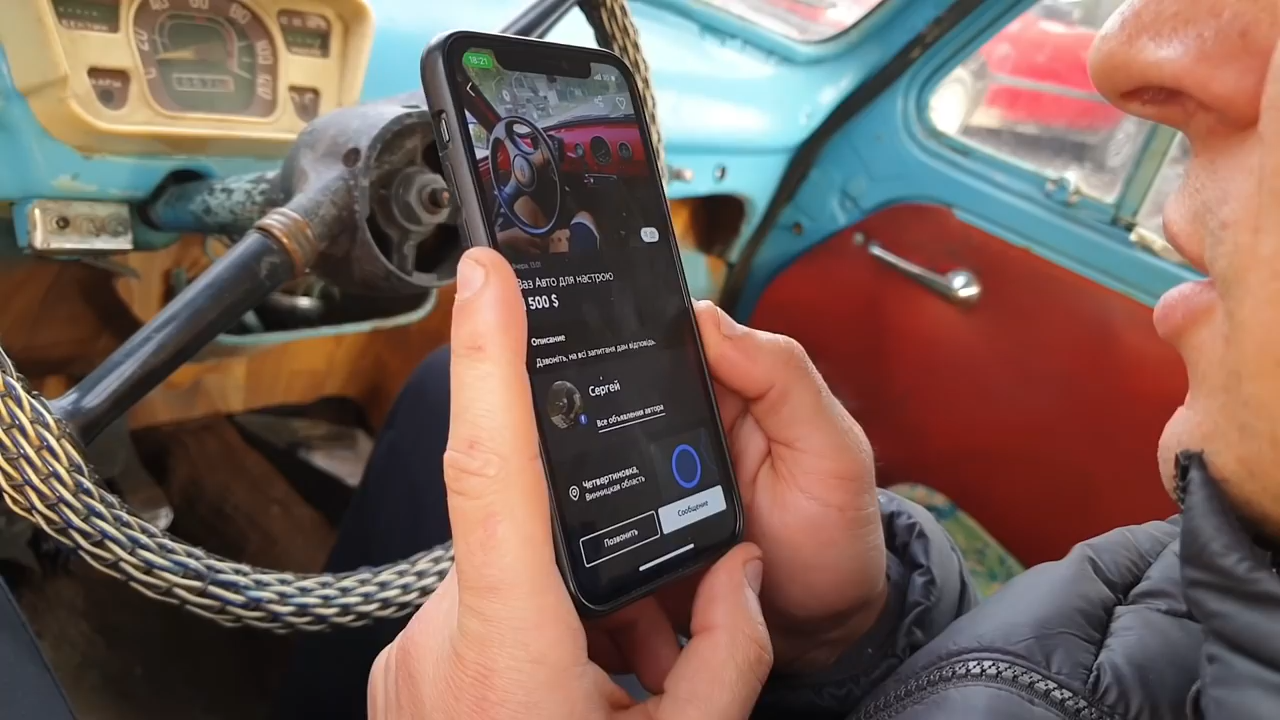 18:21
Ваз Авто для настрою
500 $
Описание
Дзвоніть, на всі запитаня дам відповідь.
Сергей
Все объявления автора
Четвертиновка,
Винницкая область
Позвонить
Сообщение